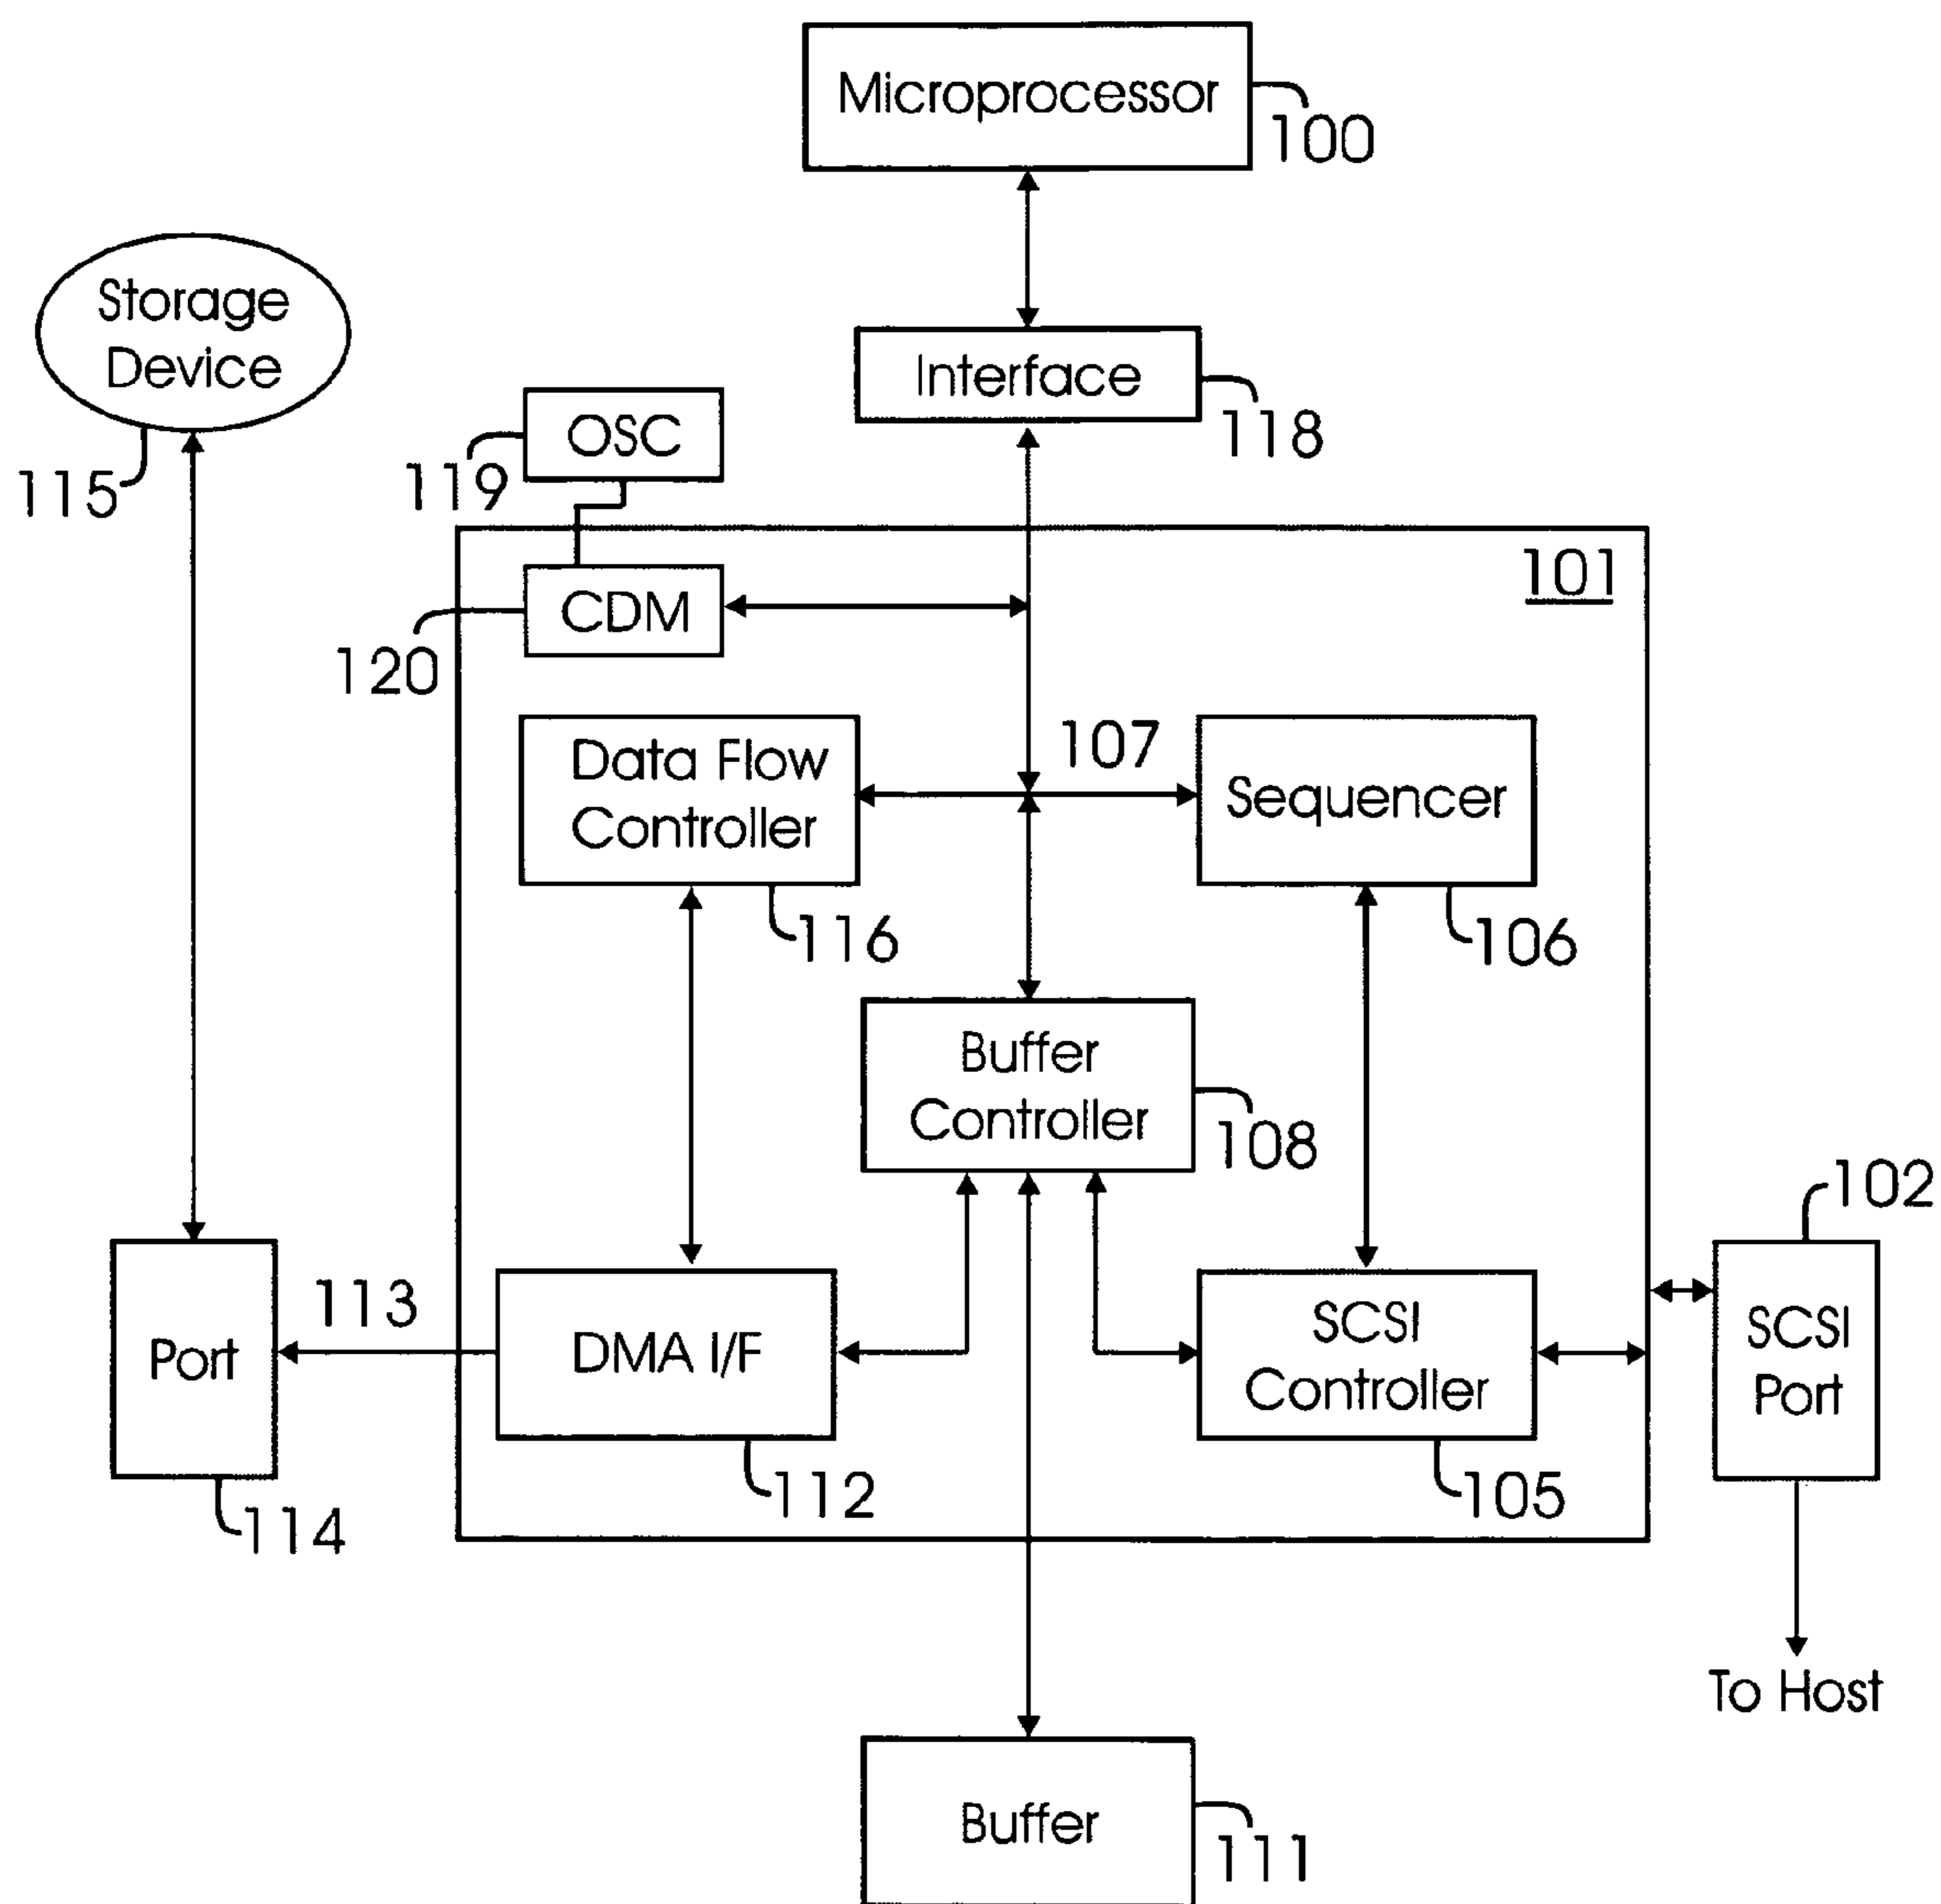 Microprocessor
100
Storage
Device
115
Interface
118
OSC
119
101
CDM
120
Data Flow
Controller
116
107
Sequencer
106
Buffer
Controller
108
102
Port
113
114
DMA I/F
112
SCSI
Controller
105
SCSI
Port
To Host
Buffer
111